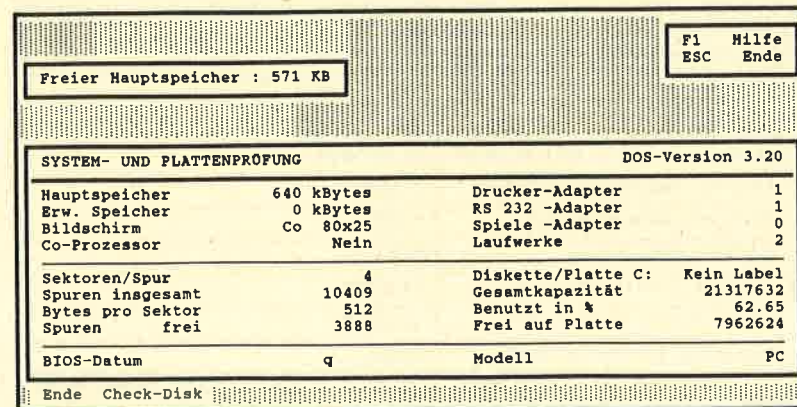 F1 Hilfe
ESC Ende
Freier Hauptspeicher : 571 KB
SYSTEM- UND PLATTENPRÜFUNG DOS-Version 3.20
Hauptspeicher 640 kBytes Drucker-Adapter 1
Erw. Speicher 0 kBytes RS 232 -Adapter 1
Bildschirm Co 80x25 Spiele -Adapter 0
Co-Prozessor Nein Laufwerke 2
Sektoren/Spur 4 Diskette/Platte C: Kein Label
Spuren insgesamt 10409 Gesamtkapazität 21317632
Bytes pro Sektor 512 Benutzt in % 62.65
Spuren frei 3888 Frei auf Platte 7962624
BIOS-Datum q Modell PC
Ende Check-Disk